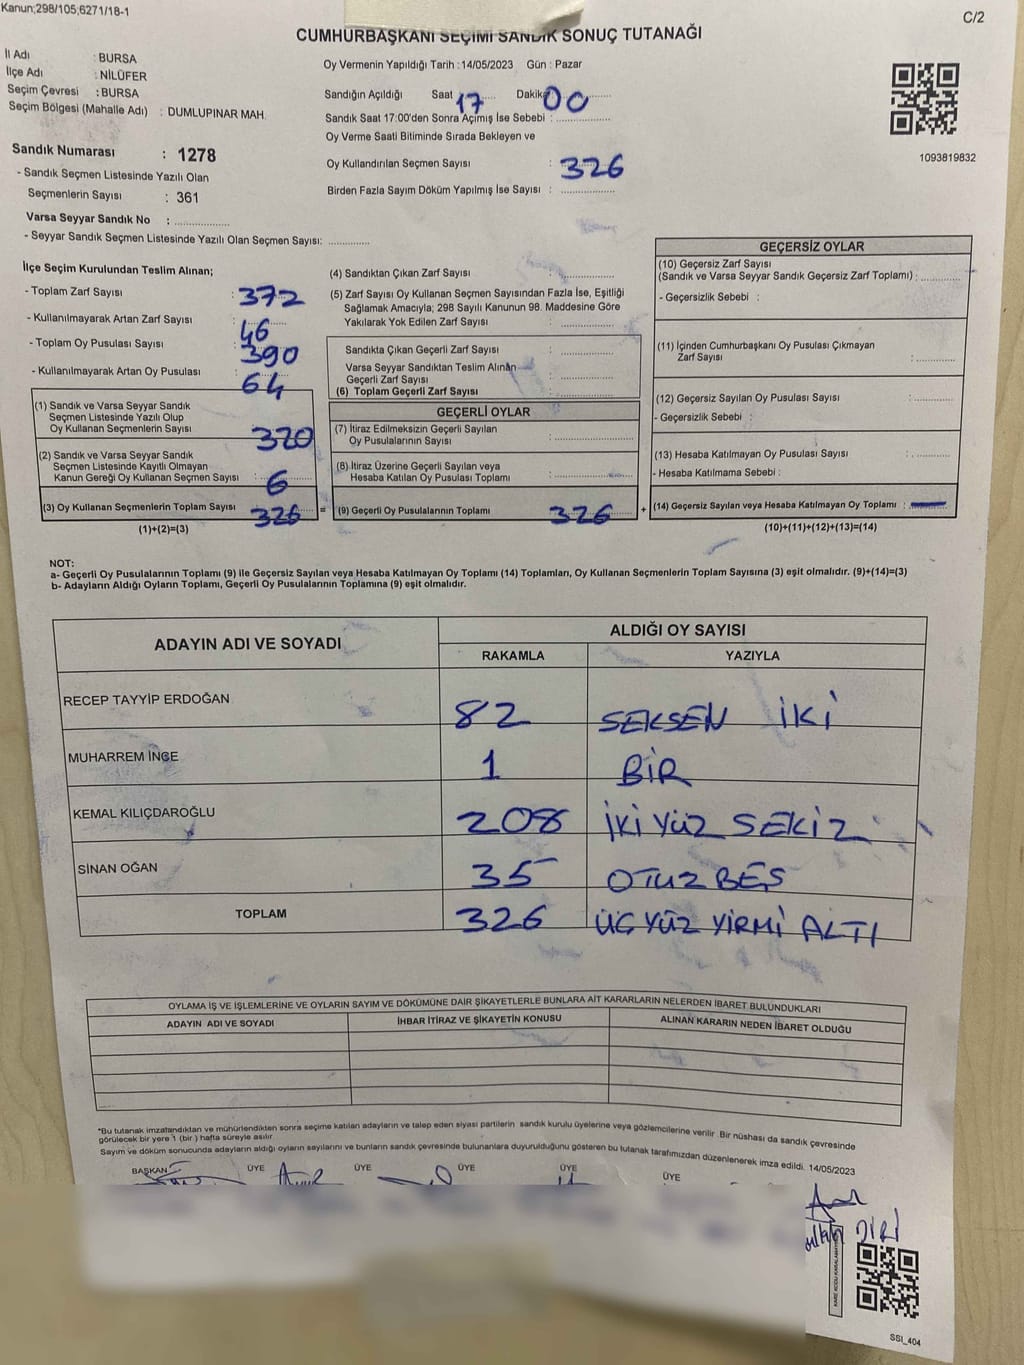 Kanun;298/105;6271/18-1
C/2
CUMHURBAŞKANI SEÇİMİ SANDIK SONUÇ TUTANAĞI
İl Adı : BURSA
İlçe Adı : NİLÜFER
Seçim Çevresi : BURSA
Seçim Bölgesi (Mahalle Adı) : DUMLUPINAR MAH.
Sandık Numarası : 1278
- Sandık Seçmen Listesinde Yazılı Olan
Seçmenlerin Sayısı : 361
Varsa Seyyar Sandık No :
- Seyyar Sandık Seçmen Listesinde Yazılı Olan Seçmen Sayısı:
Oy Vermenin Yapıldığı Tarih : 14/05/2023 Gün : Pazar
Sandığın Açıldığı Saat 17 Dakika 00
Sandık Saat 17:00'den Sonra Açılmış İse Sebebi :
Oy Verme Saati Bitiminde Sırada Bekleyen ve
Oy Kullandırılan Seçmen Sayısı : 326
Birden Fazla Sayım Döküm Yapılmış İse Sayısı :
1093819832
İlçe Seçim Kurulundan Teslim Alınan;
- Toplam Zarf Sayısı : 372
- Kullanılmayarak Artan Zarf Sayısı : 46
- Toplam Oy Pusulası Sayısı : 390
- Kullanılmayarak Artan Oy Pusulası : 64
(1) Sandık ve Varsa Seyyar Sandık
Seçmen Listesinde Yazılı Olup
Oy Kullanan Seçmenlerin Sayısı : 320
(2) Sandık ve Varsa Seyyar Sandık
Seçmen Listesinde Kayıtlı Olmayan
Kanun Gereği Oy Kullanan Seçmen Sayısı : 6
(3) Oy Kullanan Seçmenlerin Toplam Sayısı : 326
(1)+(2)=(3)
(4) Sandıktan Çıkan Zarf Sayısı :
(5) Zarf Sayısı Oy Kullanan Seçmen Sayısından Fazla İse, Eşitliği
Sağlamak Amacıyla; 298 Sayılı Kanunun 98. Maddesine Göre
Yakılarak Yok Edilen Zarf Sayısı :
Sandıkta Çıkan Geçerli Zarf Sayısı :
Varsa Seyyar Sandıktan Teslim Alınan
Geçerli Zarf Sayısı :
(6) Toplam Geçerli Zarf Sayısı :
GEÇERLİ OYLAR
(7) İtiraz Edilmeksizin Geçerli Sayılan
Oy Pusulalarının Sayısı :
(8) İtiraz Üzerine Geçerli Sayılan veya
Hesaba Katılan Oy Pusulası Toplamı :
= (9) Geçerli Oy Pusulalarının Toplamı : 326
GEÇERSİZ OYLAR
(10) Geçersiz Zarf Sayısı
(Sandık ve Varsa Seyyar Sandık Geçersiz Zarf Toplamı) :
- Geçersizlik Sebebi :
(11) İçinden Cumhurbaşkanı Oy Pusulası Çıkmayan
Zarf Sayısı :
(12) Geçersiz Sayılan Oy Pusulası Sayısı :
- Geçersizlik Sebebi :
(13) Hesaba Katılmayan Oy Pusulası Sayısı :
- Hesaba Katılmama Sebebi :
+ (14) Geçersiz Sayılan veya Hesaba Katılmayan Oy Toplamı : —
(10)+(11)+(12)+(13)=(14)
NOT:
a- Geçerli Oy Pusulalarının Toplamı (9) ile Geçersiz Sayılan veya Hesaba Katılmayan Oy Toplamı (14) Toplamları, Oy Kullanan Seçmenlerin Toplam Sayısına (3) eşit olmalıdır. (9)+(14)=(3)
b- Adayların Aldığı Oyların Toplamı, Geçerli Oy Pusulalarının Toplamına (9) eşit olmalıdır.
ADAYIN ADI VE SOYADI ALDIĞI OY SAYISI
RAKAMLA YAZIYLA
RECEP TAYYİP ERDOĞAN 82 SEKSEN İKİ
MUHARREM İNCE 1 BİR
KEMAL KILIÇDAROĞLU 208 İKİ YÜZ SEKİZ
SİNAN OĞAN 35 OTUZ BEŞ
TOPLAM 326 ÜÇ YÜZ YİRMİ ALTI
OYLAMA İŞ VE İŞLEMLERİNE VE OYLARIN SAYIM VE DÖKÜMÜNE DAİR ŞİKAYETLERLE BUNLARA AİT KARARLARIN NELERDEN İBARET BULUNDUKLARI
ADAYIN ADI VE SOYADI İHBAR İTİRAZ VE ŞİKAYETİN KONUSU ALINAN KARARIN NEDEN İBARET OLDUĞU
*Bu tutanak imzalandıktan ve mühürlendikten sonra seçime katılan adayların ve talep eden siyasi partilerin sandık kurulu üyelerine veya gözlemcilerine verilir. Bir nüshası da sandık çevresinde
görülecek bir yere 1 (bir) hafta süreyle asılır.
Sayım ve döküm sonucunda adayların aldığı oyların sayılarını ve bunların sandık çevresinde bulunanlara duyurulduğunu gösteren bu tutanak tarafımızdan düzenlenerek imza edildi. 14/05/2023
BAŞKAN ÜYE ÜYE ÜYE ÜYE ÜYE
DİRİ
SSI_404